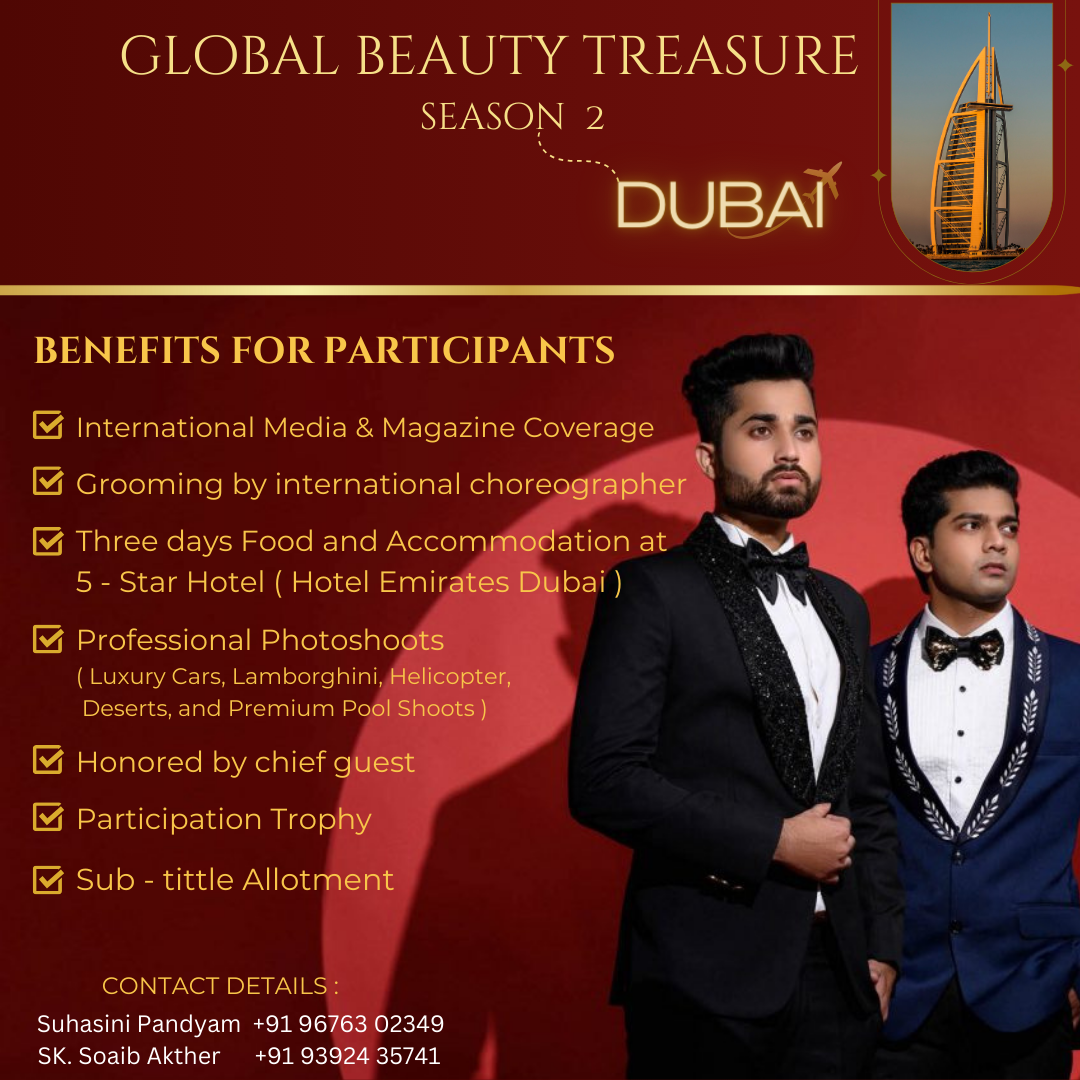 GLOBAL BEAUTY TREASURE
SEASON 2
DUBAI
BENEFITS FOR PARTICIPANTS
International Media & Magazine Coverage
Grooming by international choreographer
Three days Food and Accommodation at
5 - Star Hotel ( Hotel Emirates Dubai )
Professional Photoshoots
( Luxury Cars, Lamborghini, Helicopter,
Deserts, and Premium Pool Shoots )
Honored by chief guest
Participation Trophy
Sub - tittle Allotment
CONTACT DETAILS :
Suhasini Pandyam +91 96763 02349
SK. Soaib Akther +91 93924 35741